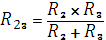 R₂₃ = (R₂ × R₃) / (R₂ + R₃)